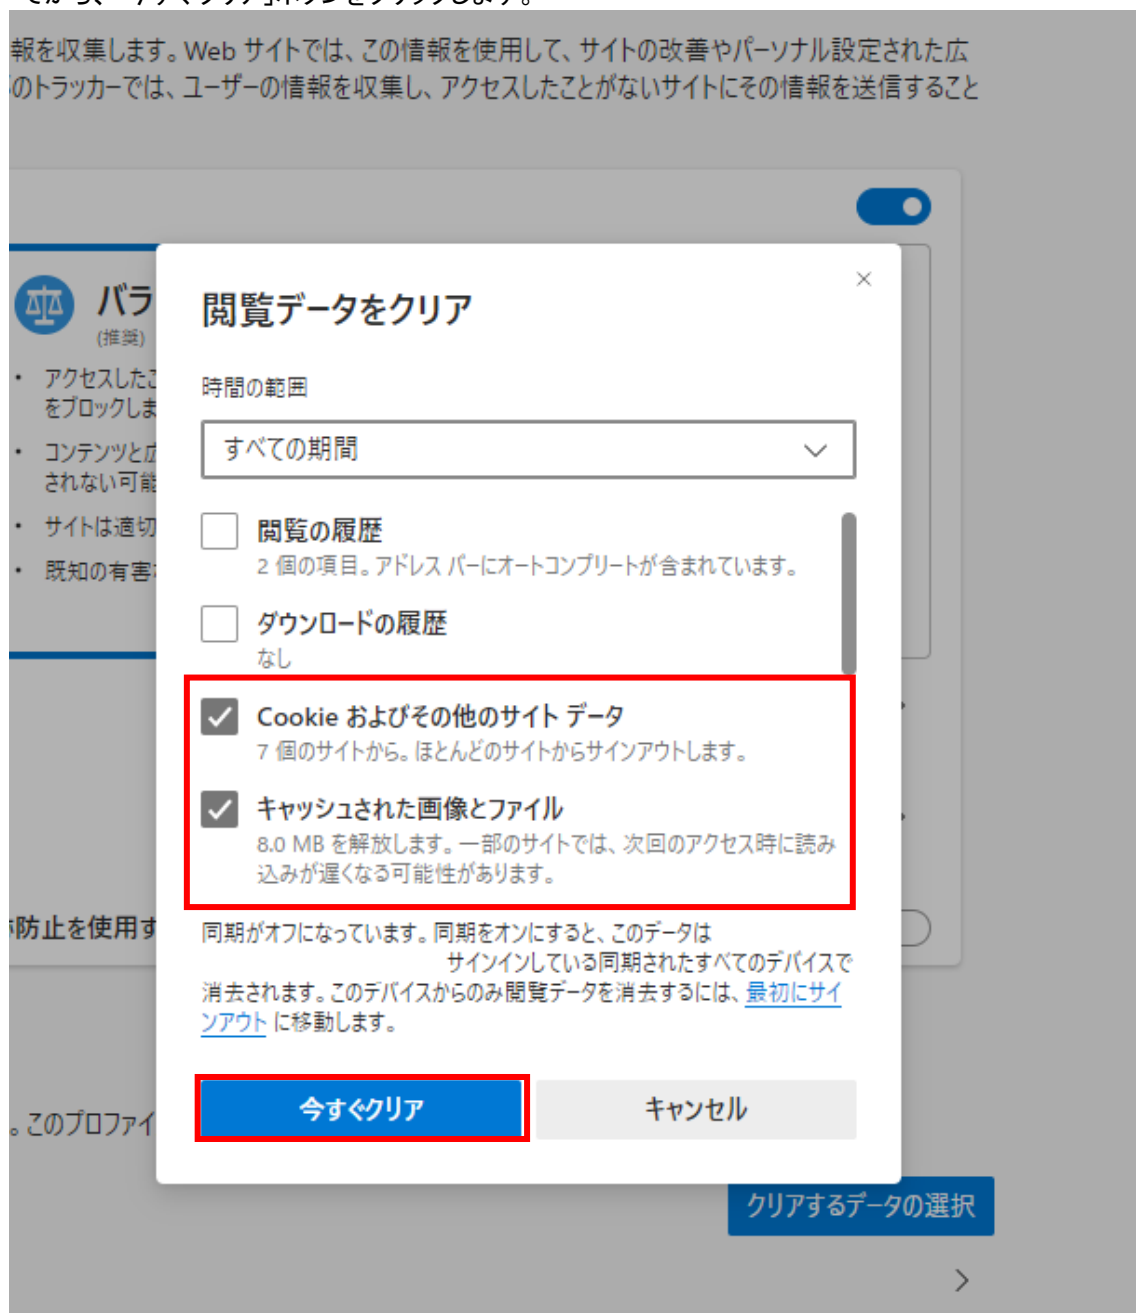 報を収集します。Web サイトでは、この情報を使用して、サイトの改善やパーソナル設定された広
のトラッカーでは、ユーザーの情報を収集し、アクセスしたことがないサイトにその情報を送信すること
バラ
(推奨)
• アクセスしたこ
をブロックしま
• コンテンツと広
されない可能
• サイトは適切
• 既知の有害
閲覧データをクリア
時間の範囲
すべての期間
閲覧の履歴
2 個の項目。アドレス バーにオートコンプリートが含まれています。
ダウンロードの履歴
なし
Cookie およびその他のサイト データ
7 個のサイトから。ほとんどのサイトからサインアウトします。
キャッシュされた画像とファイル
8.0 MB を解放します。一部のサイトでは、次回のアクセス時に読み
込みが遅くなる可能性があります。
防止を使用す
同期がオフになっています。同期をオンにすると、このデータは
サインインしている同期されたすべてのデバイスで
消去されます。このデバイスからのみ閲覧データを消去するには、最初にサイ
ンアウト に移動します。
今すぐクリア
キャンセル
。このプロファイ
クリアするデータの選択